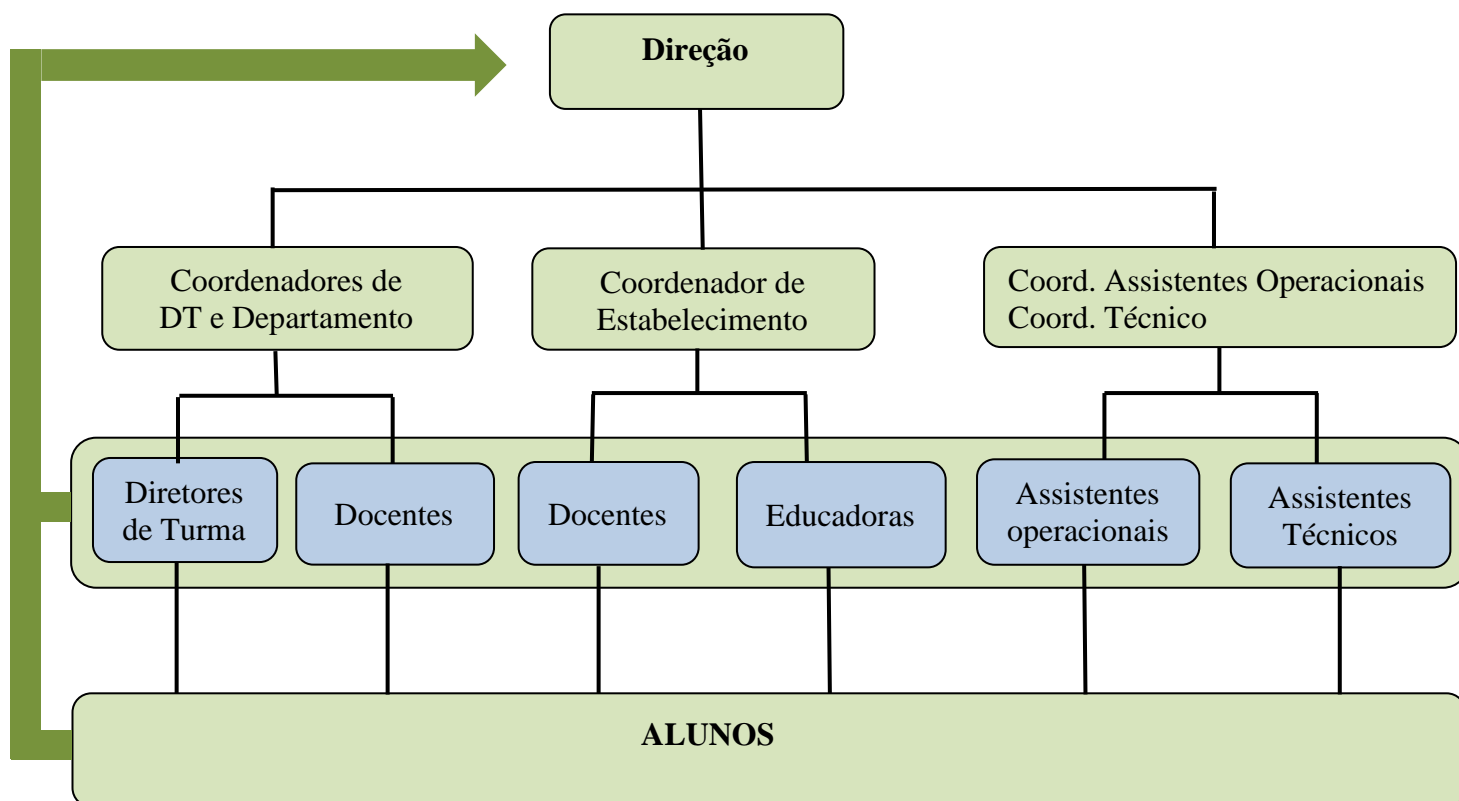 Direção
Coordenadores de
DT e Departamento
Coordenador de
Estabelecimento
Coord. Assistentes Operacionais
Coord. Técnico
Diretores
de Turma
Docentes
Docentes
Educadoras
Assistentes
operacionais
Assistentes
Técnicos
ALUNOS